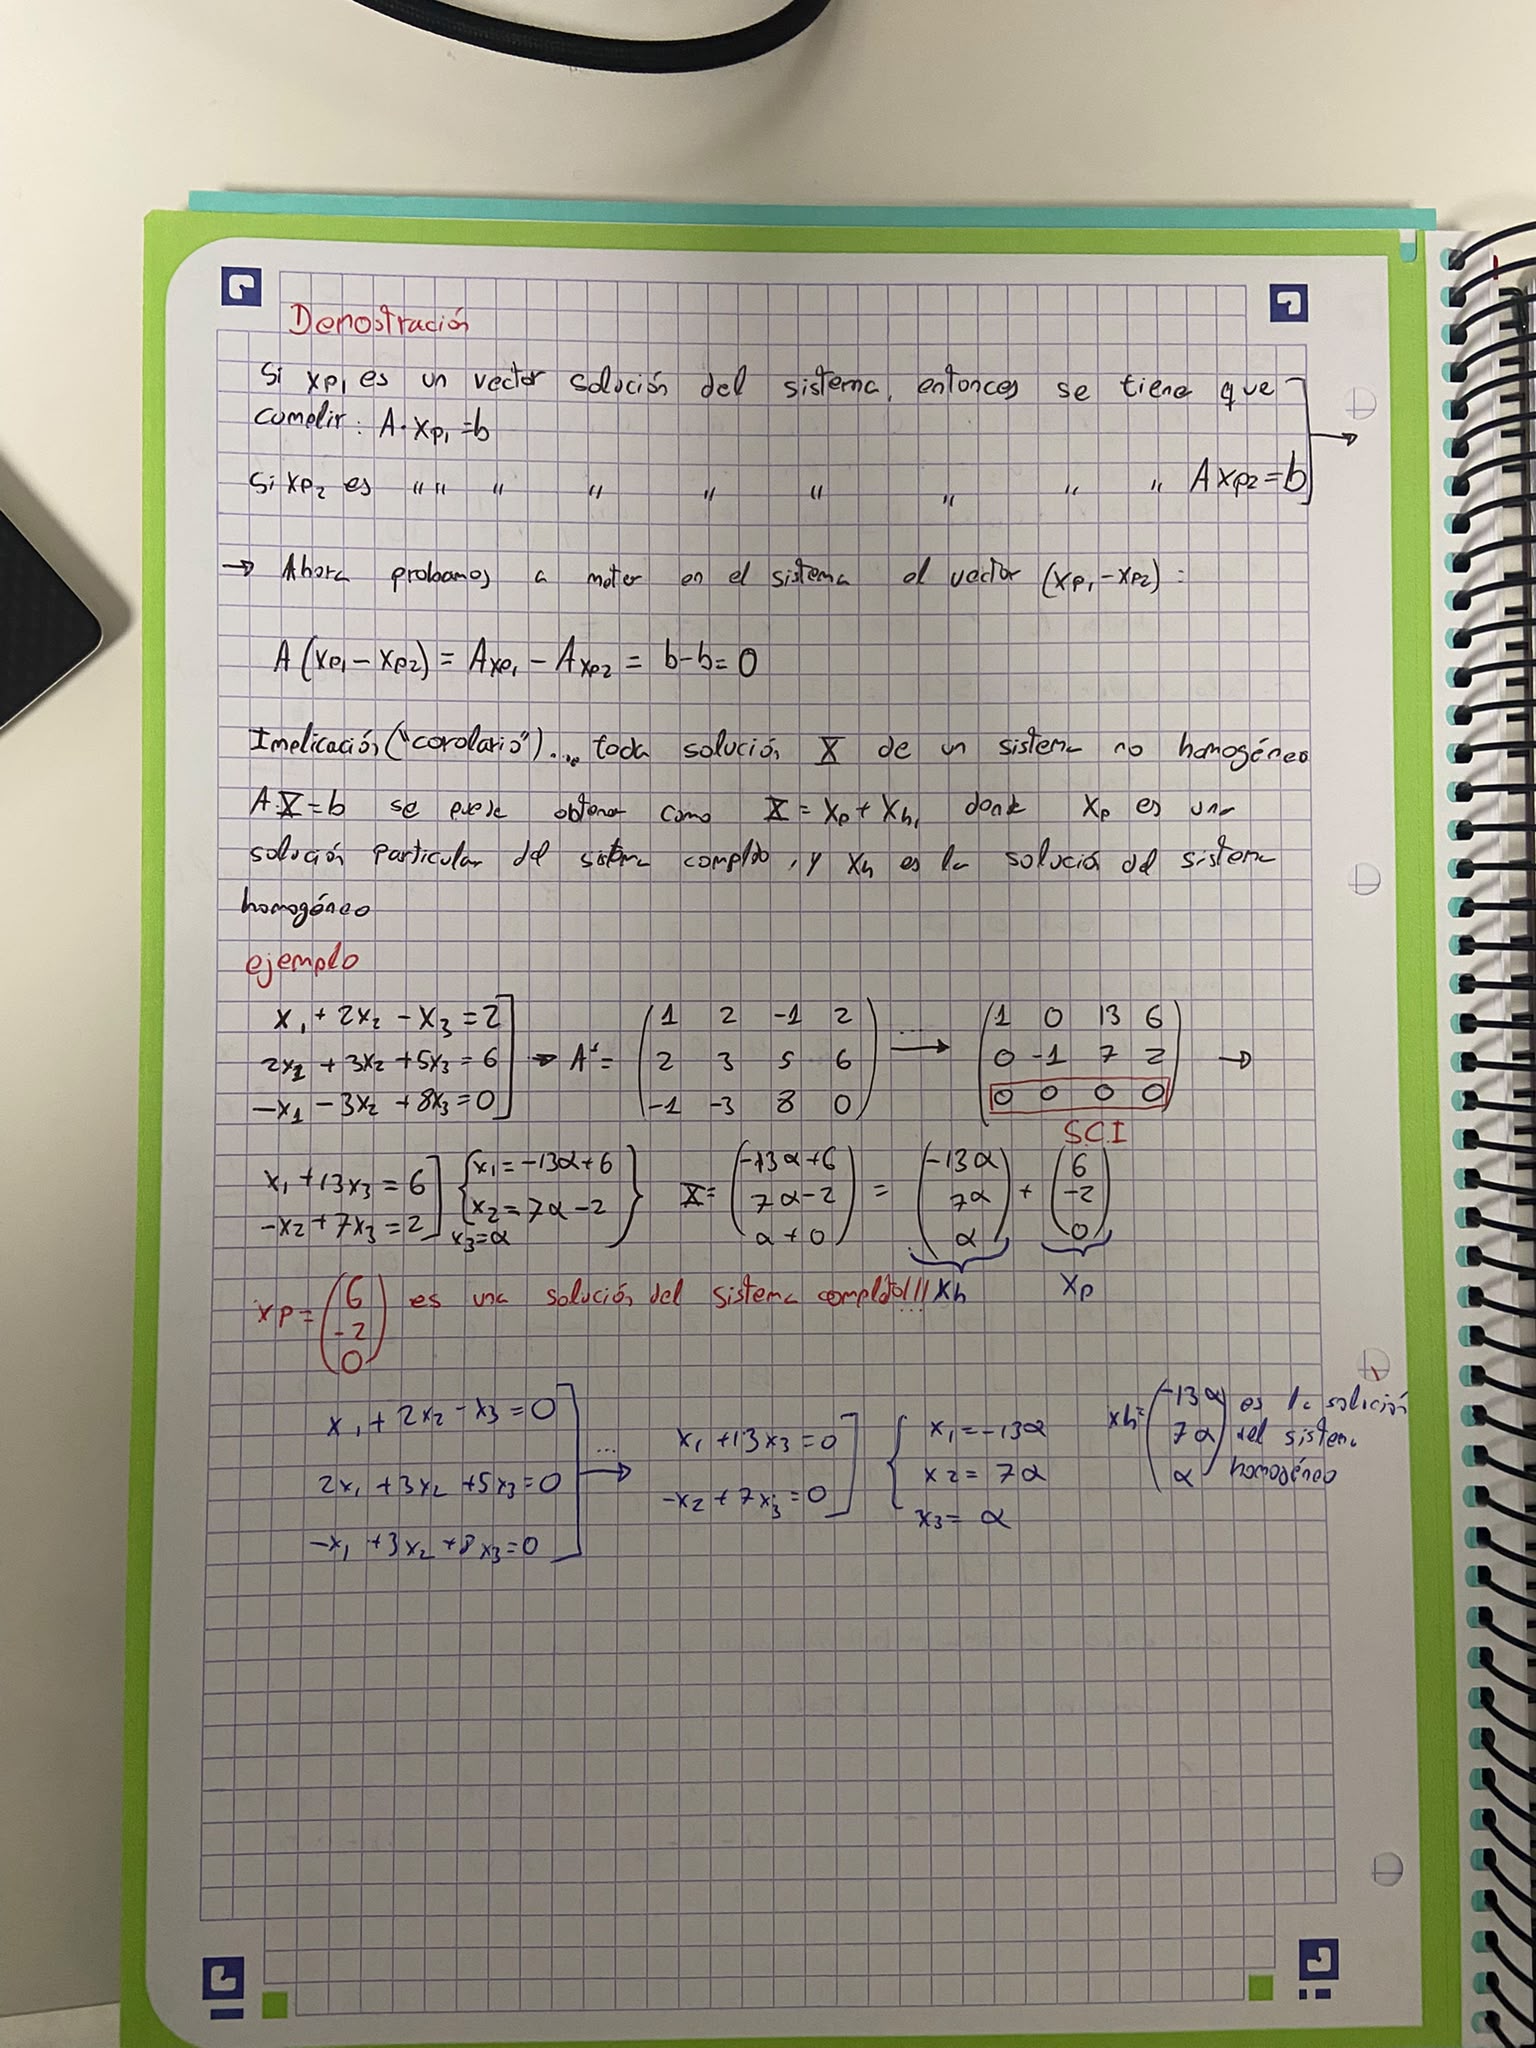 Demostración
Si xp₁ es un vector solución del sistema, entonces se tiene que
cumplir: A·xp₁=b
Si xp₂ es " " " " " " " " " Axp₂=b
→ Ahora probamos a meter en el sistema el vector (xp₁-xp₂):
A(xp₁-xp₂) = Axp₁ - Axp₂ = b-b=0
Implicación ("corolario")... toda solución X de un sistema no homogéneo
A·X=b se puede obtener como X = xp + xh, donde xp es una
solución particular del sistema completo, y xh es la solución del sistema
homogéneo
ejemplo
x₁ + 2x₂ - x₃ = 2
2x₁ + 3x₂ + 5x₃ = 6
-x₁ - 3x₂ + 8x₃ = 0
→ A' =
1 2 -1 2
2 3 5 6
-1 -3 8 0
... →
1 0 13 6
0 -1 7 2
0 0 0 0
→
SCI
x₁ + 13x₃ = 6
-x₂ + 7x₃ = 2
x₁ = -13α+6
x₂ = 7α-2
x₃=α
X = (-13α+6, 7α-2, α+0) = (-13α, 7α, α) + (6, -2, 0)
xh xp
xp = (6, -2, 0) es una solución del sistema completo!!!
x₁ + 2x₂ - x₃ = 0
2x₁ + 3x₂ + 5x₃ = 0
-x₁ + 3x₂ + 8x₃ = 0
... →
x₁ + 13x₃ = 0
-x₂ + 7x₃ = 0
x₁ = -13α
x₂ = 7α
x₃ = α
xh = (-13α, 7α, α) es la solución
del sistema
homogéneo